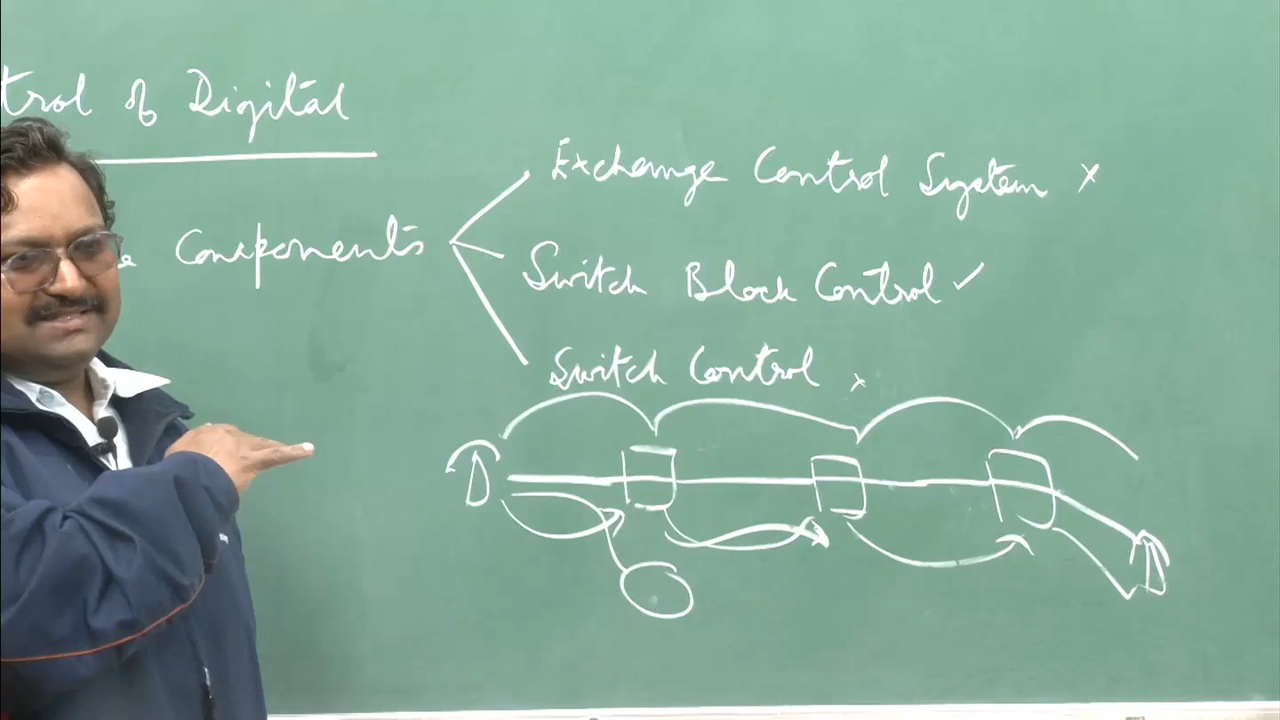 trol of Digital
Components
Exchange Control System ×
Switch Block Control ✓
Switch Control ×